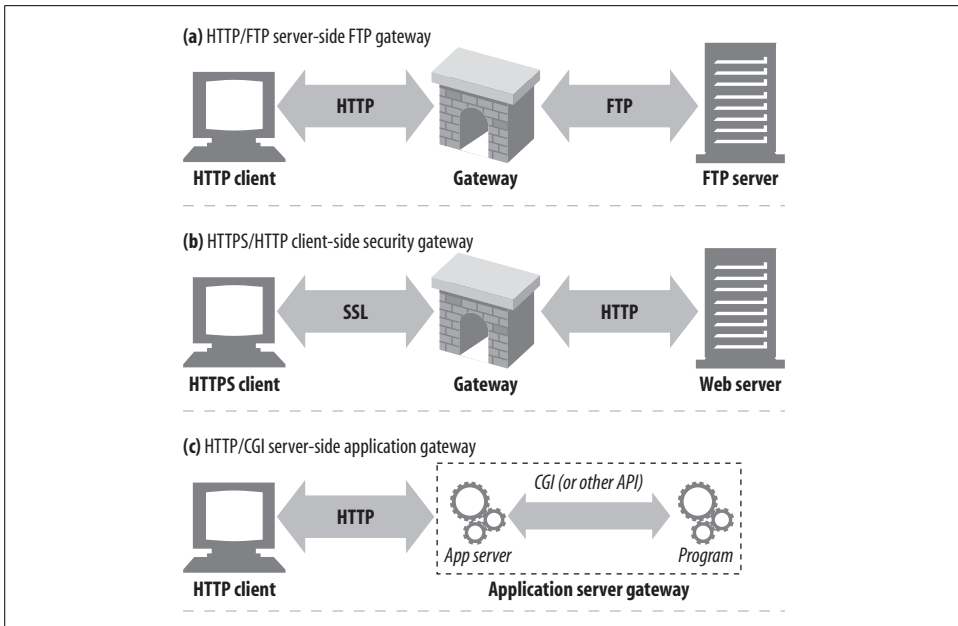 (a) HTTP/FTP server-side FTP gateway
HTTP
FTP
HTTP client
Gateway
FTP server
(b) HTTPS/HTTP client-side security gateway
SSL
HTTP
HTTPS client
Gateway
Web server
(c) HTTP/CGI server-side application gateway
CGI (or other API)
HTTP
App server
Program
HTTP client
Application server gateway